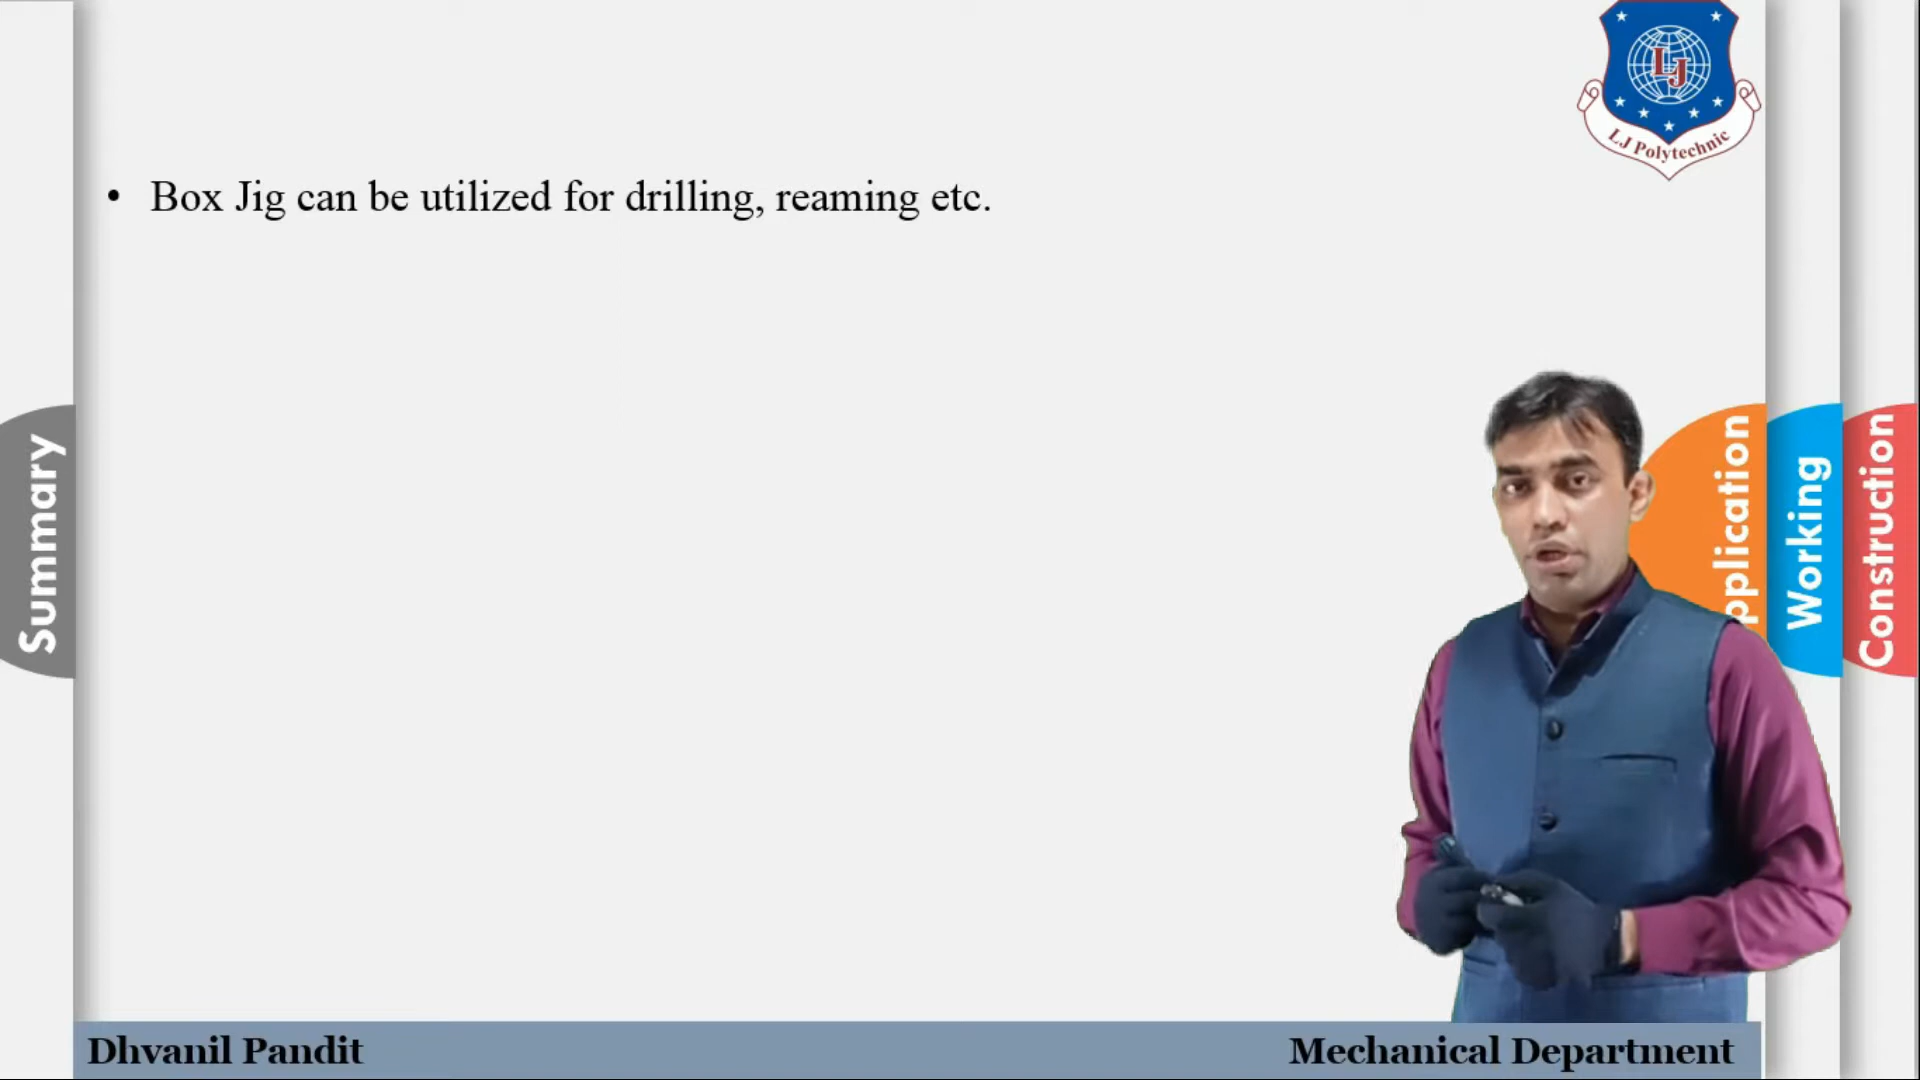 LJ
LJ Polytechnic
• Box Jig can be utilized for drilling, reaming etc.
Summary
pplication
Working
Construction
Dhvanil Pandit
Mechanical Department